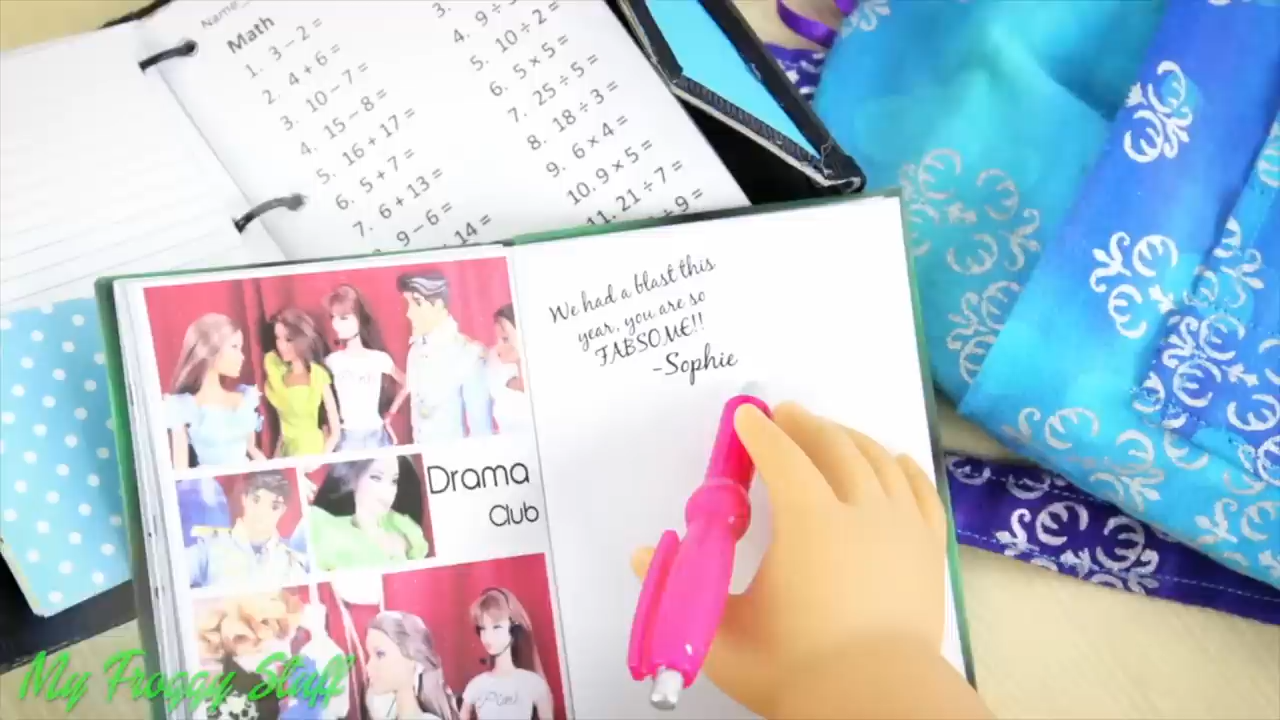 Name
Math
1. 3 – 2 =
2. 4 + 6 =
3. 10 – 7 =
4. 15 – 8 =
5. 16 + 17 =
6. 5 + 7 =
7. 6 + 13 =
9 – 6 =
14 =
3.
4. 9 ÷
5. 10 ÷ 2 =
6. 5 × 5 =
7. 25 ÷ 5 =
8. 18 ÷ 3 =
9. 6 × 4 =
10. 9 × 5 =
11. 21 ÷ 7 =
÷ 9 =
We had a blast this
year, you are so
FABSOME!!
-Sophie
Drama
Club
My Froggy Stuff